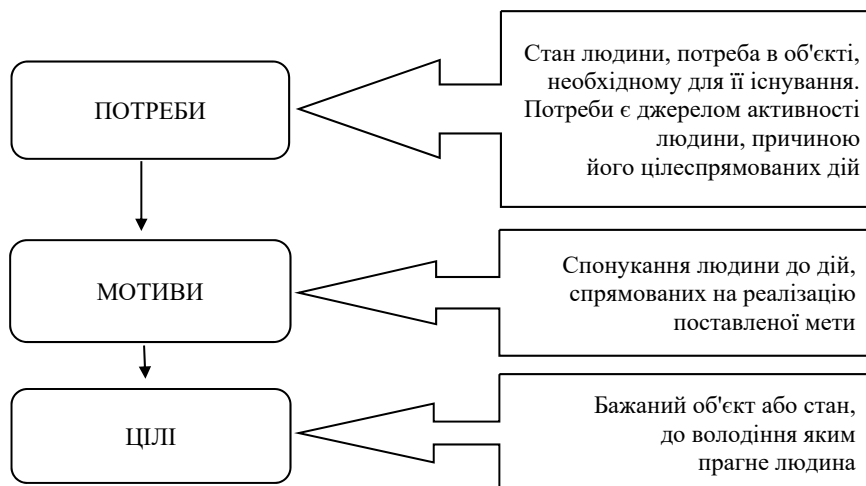 ПОТРЕБИ
Стан людини, потреба в об'єкті,
необхідному для її існування.
Потреби є джерелом активності
людини, причиною
його цілеспрямованих дій
МОТИВИ
Спонукання людини до дій,
спрямованих на реалізацію
поставленої мети
ЦІЛІ
Бажаний об'єкт або стан,
до володіння яким
прагне людина